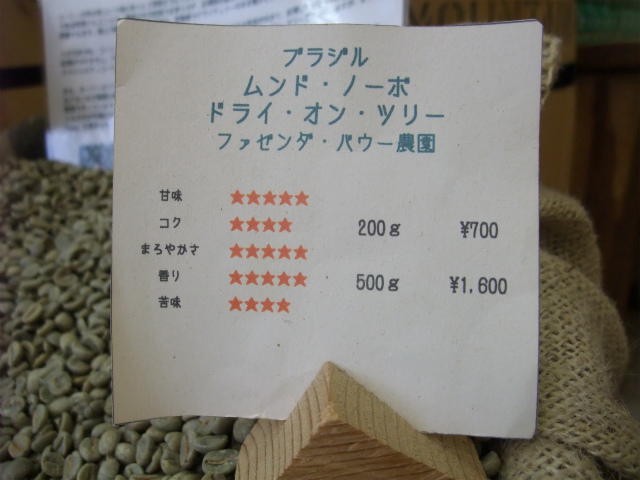 ブラジル
ムンド・ノーボ
ドライ・オン・ツリー
ファゼンダ・バウー農園
甘味 ★★★★★
コク ★★★★ 200g ¥700
まろやかさ ★★★★★
香り ★★★★★ 500g ¥1,600
苦味 ★★★★